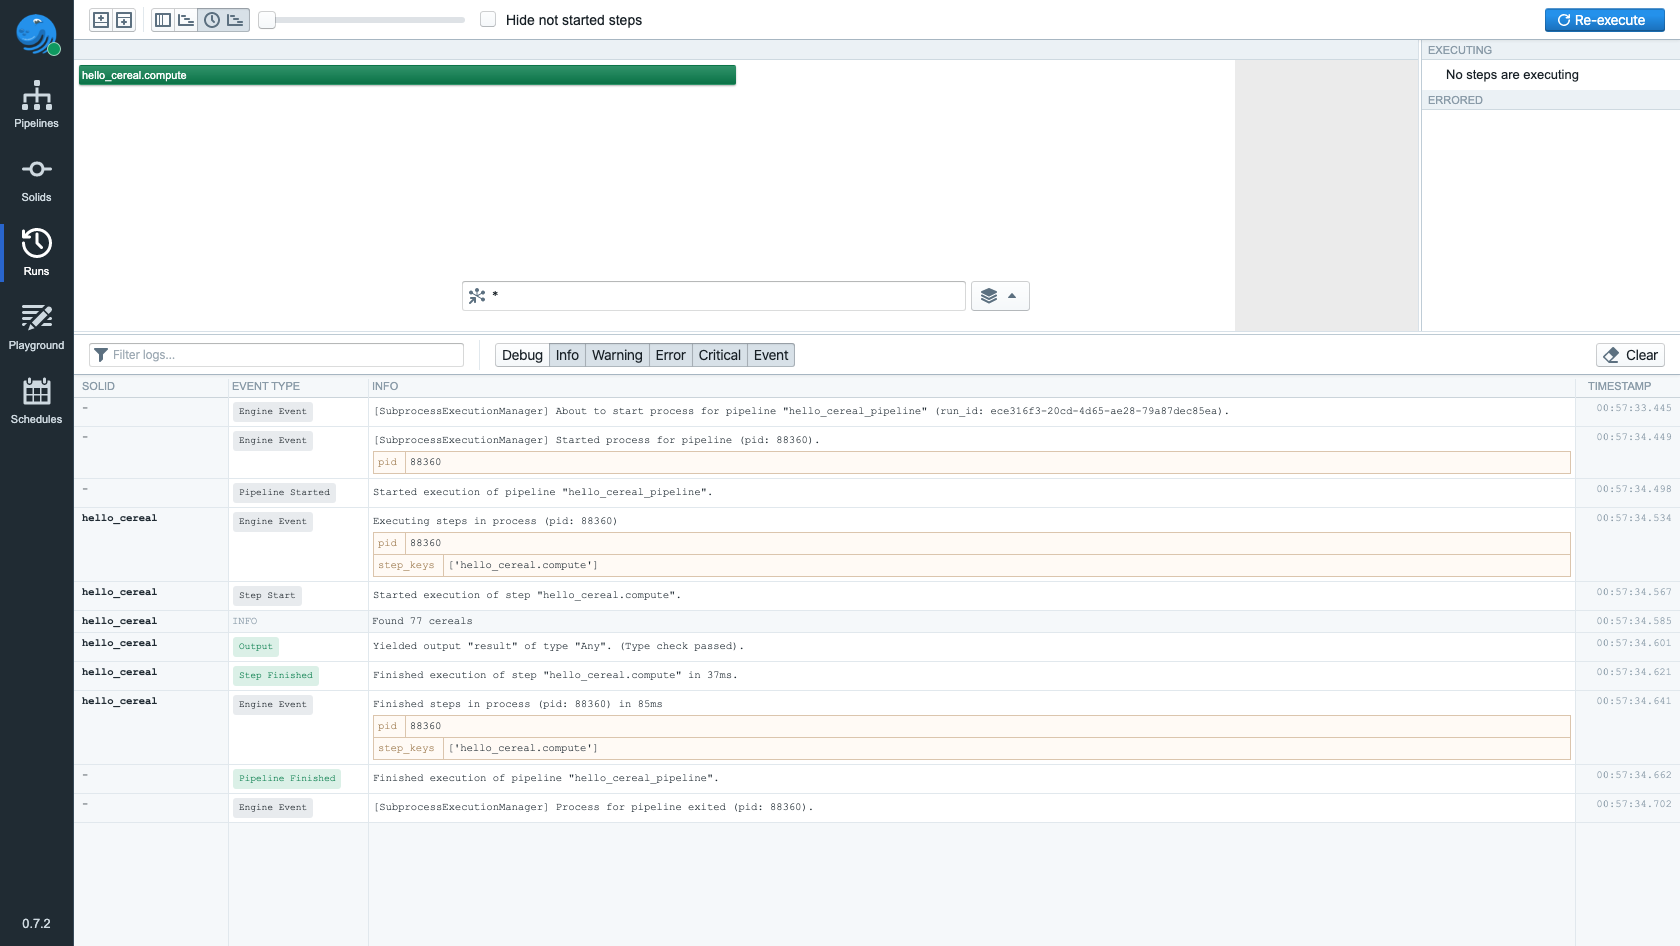 Pipelines
Solids
Runs
Playground
Schedules
0.7.2
Hide not started steps
Re-execute
hello_cereal.compute
EXECUTING
No steps are executing
ERRORED
*
Filter logs...
Debug Info Warning Error Critical Event
Clear
SOLID EVENT TYPE INFO TIMESTAMP
- Engine Event [SubprocessExecutionManager] About to start process for pipeline "hello_cereal_pipeline" (run_id: ece316f3-20cd-4d65-ae28-79a87dec85ea). 00:57:33.445
- Engine Event [SubprocessExecutionManager] Started process for pipeline (pid: 88360). 00:57:34.449
pid 88360
- Pipeline Started Started execution of pipeline "hello_cereal_pipeline". 00:57:34.498
hello_cereal Engine Event Executing steps in process (pid: 88360) 00:57:34.534
pid 88360
step_keys ['hello_cereal.compute']
hello_cereal Step Start Started execution of step "hello_cereal.compute". 00:57:34.567
hello_cereal INFO Found 77 cereals 00:57:34.585
hello_cereal Output Yielded output "result" of type "Any". (Type check passed). 00:57:34.601
hello_cereal Step Finished Finished execution of step "hello_cereal.compute" in 37ms. 00:57:34.621
hello_cereal Engine Event Finished steps in process (pid: 88360) in 85ms 00:57:34.641
pid 88360
step_keys ['hello_cereal.compute']
- Pipeline Finished Finished execution of pipeline "hello_cereal_pipeline". 00:57:34.662
- Engine Event [SubprocessExecutionManager] Process for pipeline exited (pid: 88360). 00:57:34.702